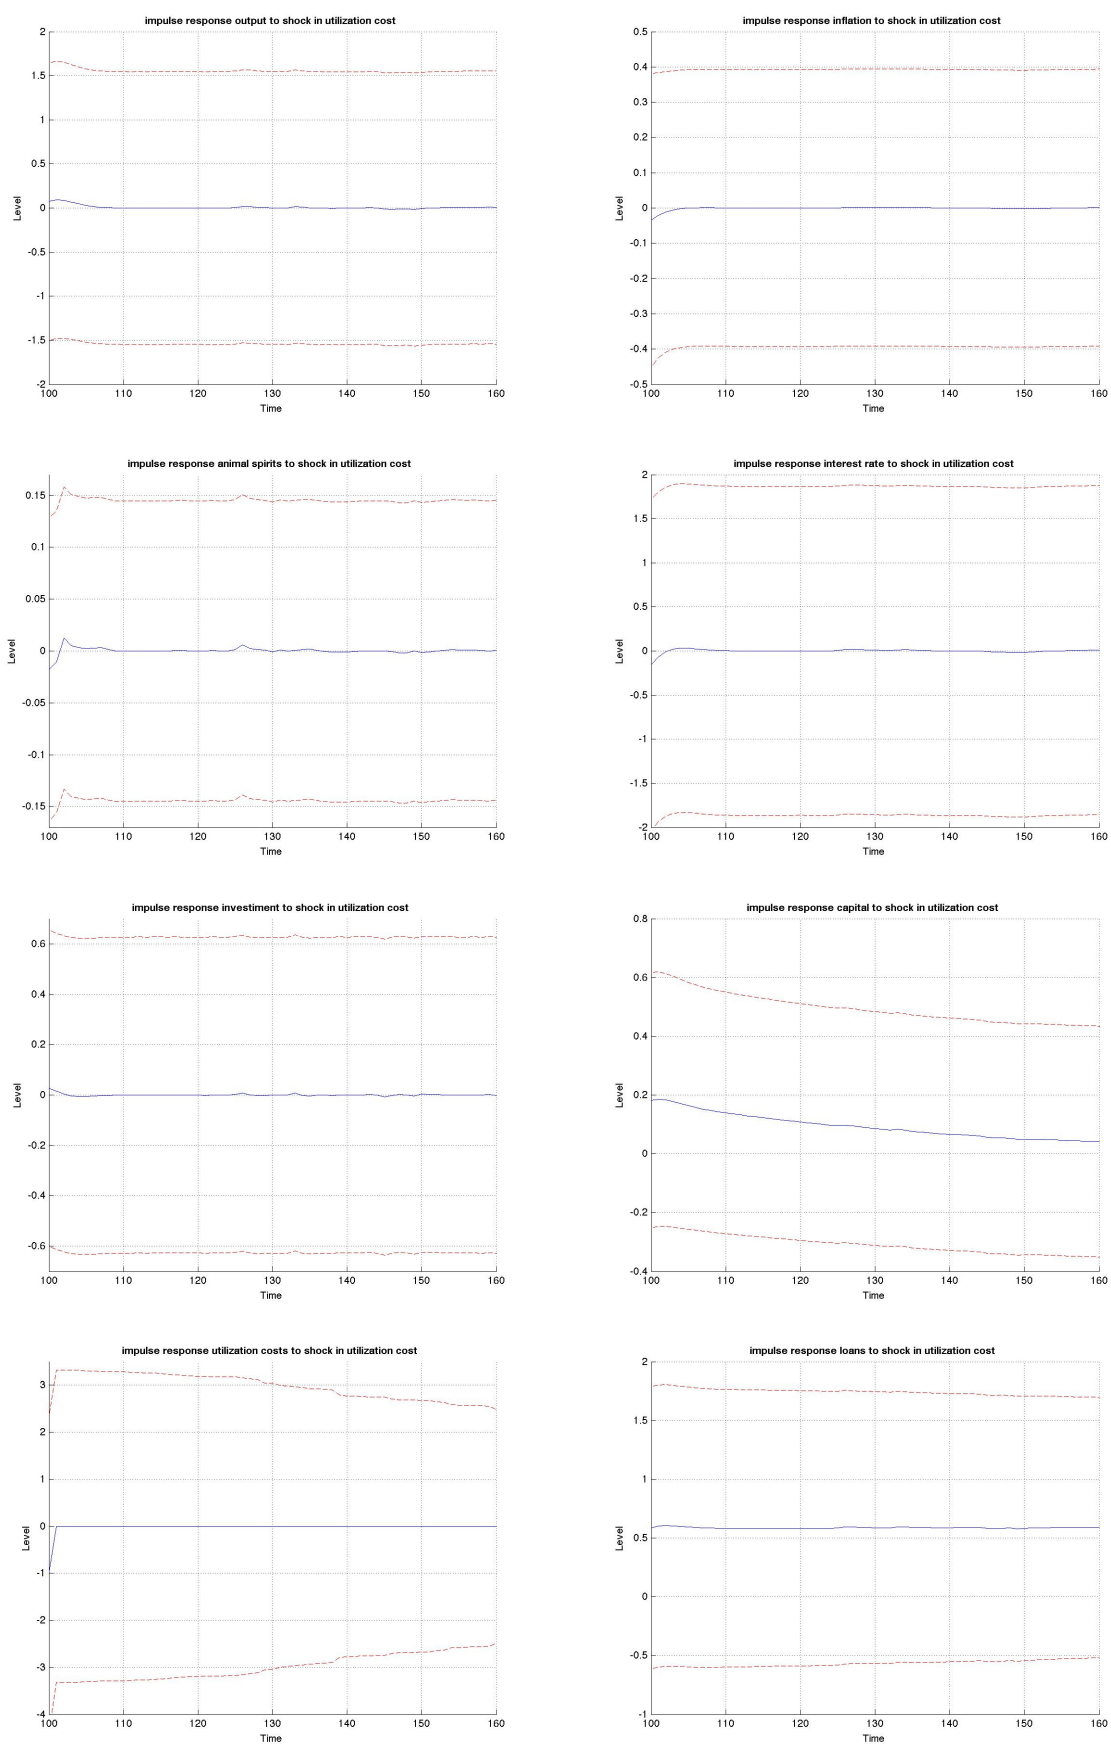 impulse response output to shock in utilization cost
2
1.5
1
0.5
0
-0.5
-1
-1.5
-2
Level
100 110 120 130 140 150 160
Time
impulse response inflation to shock in utilization cost
0.5
0.4
0.3
0.2
0.1
0
-0.1
-0.2
-0.3
-0.4
-0.5
Level
100 110 120 130 140 150 160
Time
impulse response animal spirits to shock in utilization cost
0.15
0.1
0.05
0
-0.05
-0.1
-0.15
Level
100 110 120 130 140 150 160
Time
impulse response interest rate to shock in utilization cost
2
1.5
1
0.5
0
-0.5
-1
-1.5
-2
Level
100 110 120 130 140 150 160
Time
impulse response investiment to shock in utilization cost
0.6
0.4
0.2
0
-0.2
-0.4
-0.6
Level
100 110 120 130 140 150 160
Time
impulse response capital to shock in utilization cost
0.8
0.6
0.4
0.2
0
-0.2
-0.4
Level
100 110 120 130 140 150 160
Time
impulse response utilization costs to shock in utilization cost
3
2
1
0
-1
-2
-3
-4
Level
100 110 120 130 140 150 160
Time
impulse response loans to shock in utilization cost
2
1.5
1
0.5
0
-0.5
-1
Level
100 110 120 130 140 150 160
Time